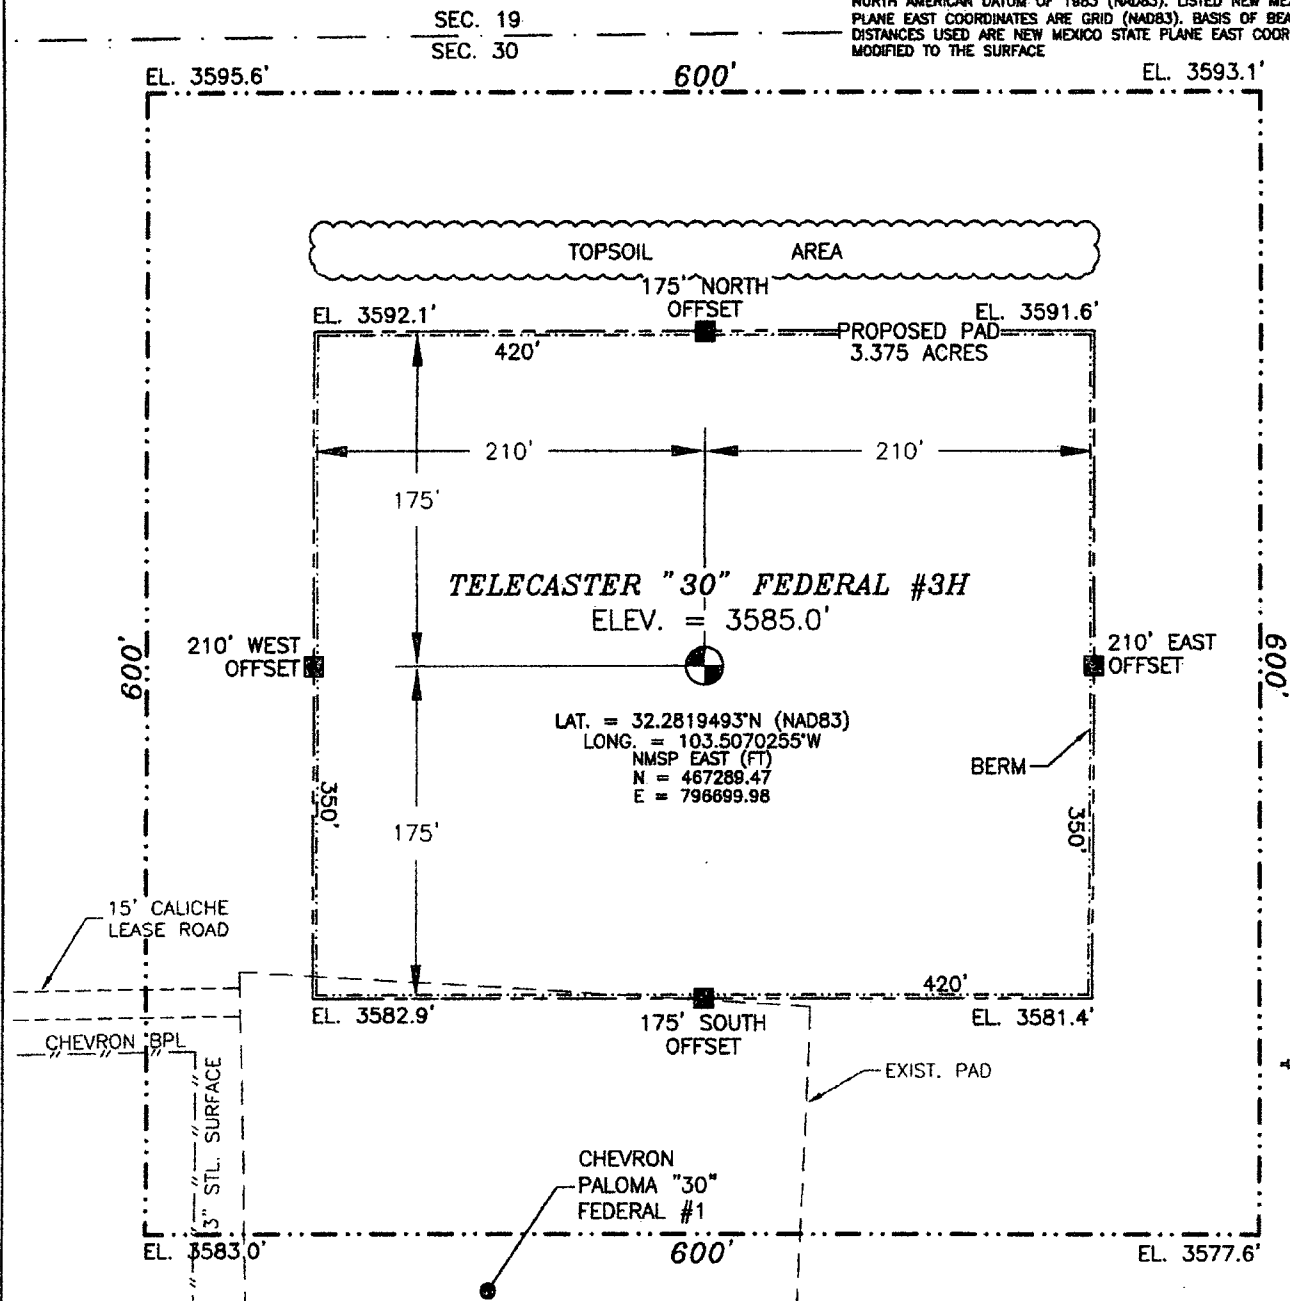 NORTH AMERICAN DATUM OF 1983 (NAD83). LISTED NEW
PLANE EAST COORDINATES ARE GRID (NAD83). BASIS OF
DISTANCES USED ARE NEW MEXICO STATE PLANE EAST
MODIFIED TO THE SURFACE
SEC. 19
SEC. 30
EL. 3595.6'
600'
EL. 3593.1'
TOPSOIL AREA
175' NORTH
OFFSET
EL. 3592.1'
EL. 3591.6'
420'
PROPOSED PAD
3.375 ACRES
210'
210'
175'
TELECASTER "30" FEDERAL #3H
ELEV. = 3585.0'
600'
210' WEST
OFFSET
210' EAST
OFFSET
600'
LAT. = 32.2819493°N (NAD83)
LONG. = 103.5070255°W
NMSP EAST (FT)
N = 467289.47
E = 796699.98
BERM
350'
175'
350'
15' CALICHE
LEASE ROAD
420'
EL. 3582.9'
175' SOUTH
OFFSET
EL. 3581.4'
CHEVRON BPL
3" STL. SURFACE
EXIST. PAD
CHEVRON
PALOMA "30"
FEDERAL #1
EL. 3583.0'
600'
EL. 3577.6'